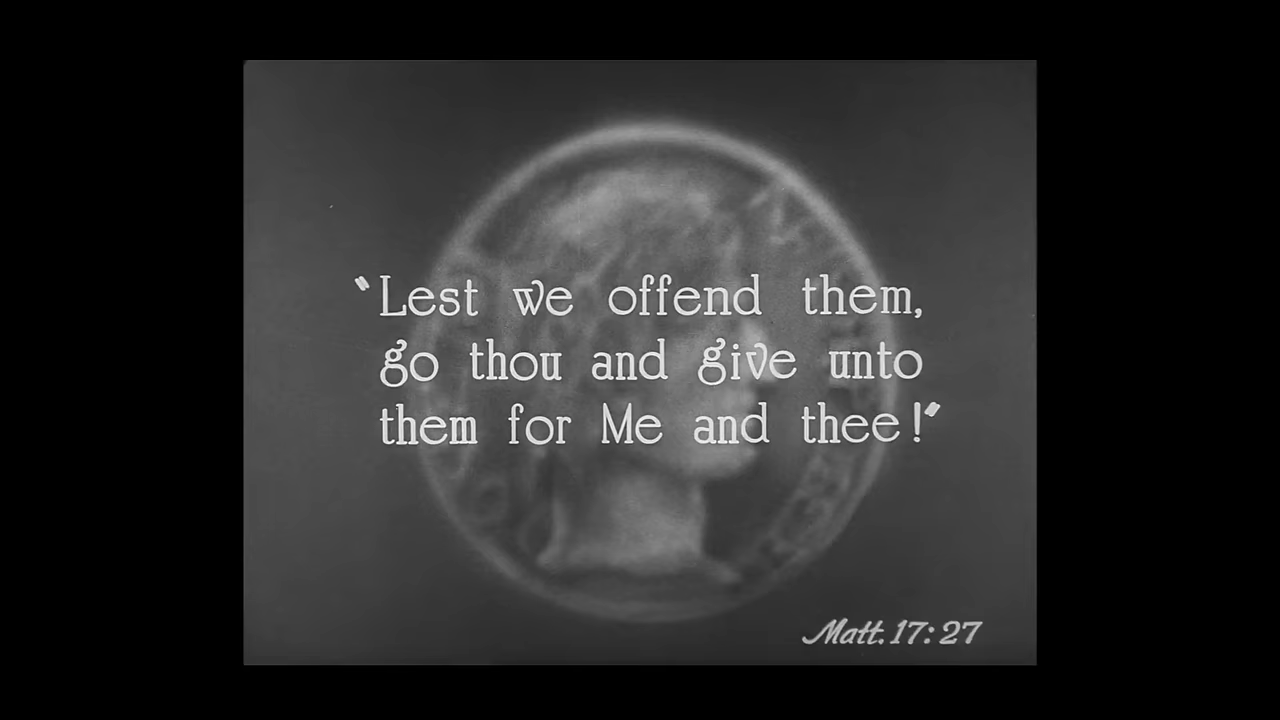 "Lest we offend them,
go thou and give unto
them for Me and thee!"
Matt. 17:27